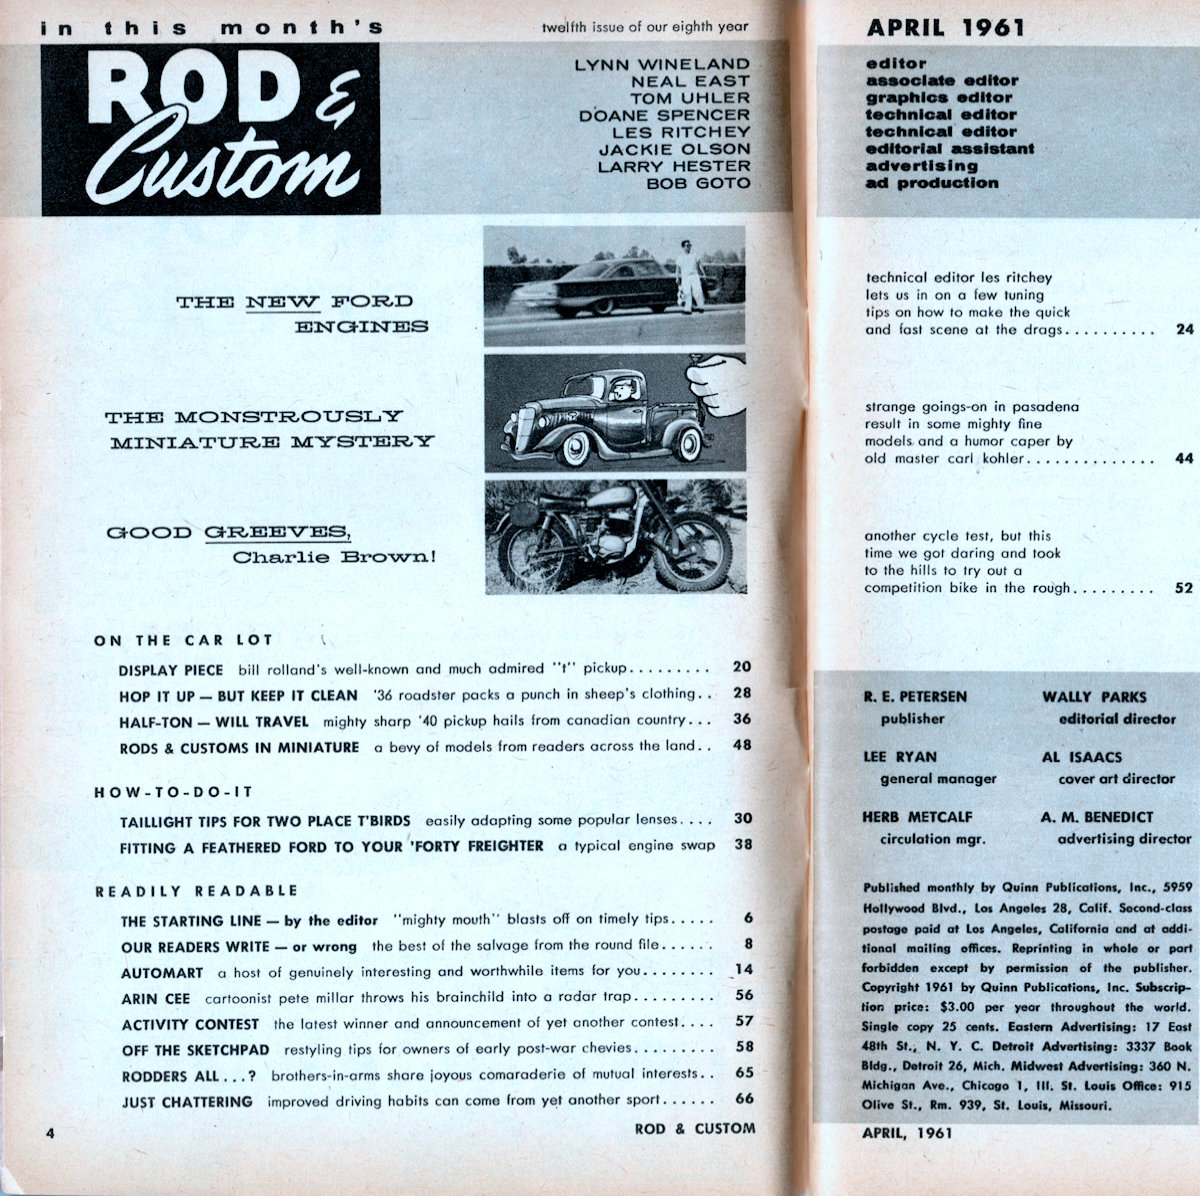 in this month's
twelfth issue of our eighth year
ROD &
Custom
LYNN WINELAND
NEAL EAST
TOM UHLER
DOANE SPENCER
LES RITCHEY
JACKIE OLSON
LARRY HESTER
BOB GOTO
THE NEW FORD
ENGINES
THE MONSTROUSLY
MINIATURE MYSTERY
GOOD GREEVES,
Charlie Brown!
ON THE CAR LOT
DISPLAY PIECE bill rolland's well-known and much admired "t" pickup......... 20
HOP IT UP — BUT KEEP IT CLEAN '36 roadster packs a punch in sheep's clothing.. 28
HALF-TON — WILL TRAVEL mighty sharp '40 pickup hails from canadian country... 36
RODS & CUSTOMS IN MINIATURE a bevy of models from readers across the land.. 48
HOW-TO-DO-IT
TAILLIGHT TIPS FOR TWO PLACE T'BIRDS easily adapting some popular lenses.... 30
FITTING A FEATHERED FORD TO YOUR 'FORTY FREIGHTER a typical engine swap 38
READILY READABLE
THE STARTING LINE — by the editor "mighty mouth" blasts off on timely tips..... 6
OUR READERS WRITE — or wrong the best of the salvage from the round file...... 8
AUTOMART a host of genuinely interesting and worthwhile items for you........ 14
ARIN CEE cartoonist pete millar throws his brainchild into a radar trap......... 56
ACTIVITY CONTEST the latest winner and announcement of yet another contest.... 57
OFF THE SKETCHPAD restyling tips for owners of early post-war chevies......... 58
RODDERS ALL...? brothers-in-arms share joyous comaraderie of mutual interests.. 65
JUST CHATTERING improved driving habits can come from yet another sport...... 66
4
ROD & CUSTOM
APRIL 1961
editor
associate editor
graphics editor
technical editor
technical editor
editorial assistant
advertising
ad production
technical editor les ritchey
lets us in on a few tuning
tips on how to make the quick
and fast scene at the drags.......... 24
strange goings-on in pasadena
result in some mighty fine
models and a humor caper by
old master carl kohler.............. 44
another cycle test, but this
time we got daring and took
to the hills to try out a
competition bike in the rough......... 52
R. E. PETERSEN
publisher
WALLY PARKS
editorial director
LEE RYAN
general manager
AL ISAACS
cover art director
HERB METCALF
circulation mgr.
A. M. BENEDICT
advertising director
Published monthly by Quinn Publications, Inc., 5959
Hollywood Blvd., Los Angeles 28, Calif. Second-class
postage paid at Los Angeles, California and at addi-
tional mailing offices. Reprinting in whole or part
forbidden except by permission of the publisher.
Copyright 1961 by Quinn Publications, Inc. Subscrip-
tion price: $3.00 per year throughout the world.
Single copy 25 cents. Eastern Advertising: 17 East
48th St., N. Y. C. Detroit Advertising: 3337 Book
Bldg., Detroit 26, Mich. Midwest Advertising: 360 N.
Michigan Ave., Chicago 1, Ill. St. Louis Office: 915
Olive St., Rm. 939, St. Louis, Missouri.
APRIL, 1961